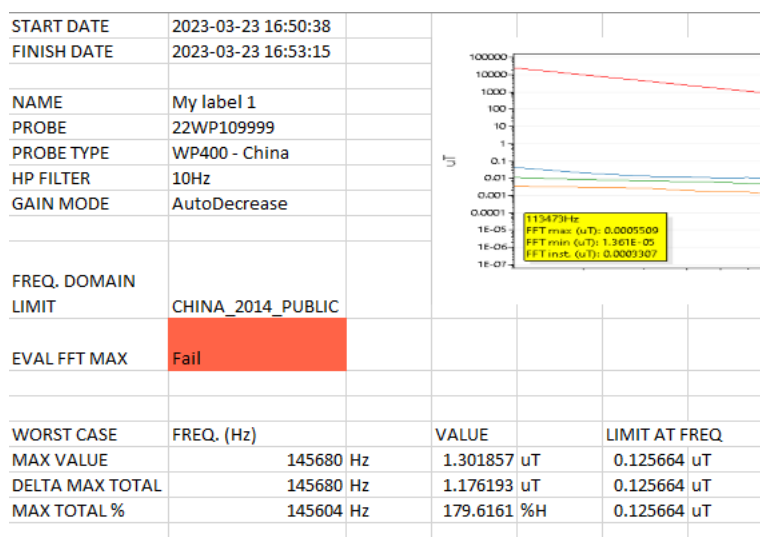 START DATE 2023-03-23 16:50:38
FINISH DATE 2023-03-23 16:53:15
NAME My label 1
PROBE 22WP109999
PROBE TYPE WP400 - China
HP FILTER 10Hz
GAIN MODE AutoDecrease
FREQ. DOMAIN
LIMIT CHINA_2014_PUBLIC
EVAL FFT MAX Fail
100000
10000
1000
100
10
1
0.1
0.01
0.001
0.0001
1E-05
1E-06
1E-07
uT
113473Hz
FFT max (uT): 0.0005509
FFT min (uT): 1.361E-05
FFT inst. (uT): 0.0003307
WORST CASE FREQ. (Hz) VALUE LIMIT AT FREQ
MAX VALUE 145680 Hz 1.301857 uT 0.125664 uT
DELTA MAX TOTAL 145680 Hz 1.176193 uT 0.125664 uT
MAX TOTAL % 145604 Hz 179.6161 %H 0.125664 uT